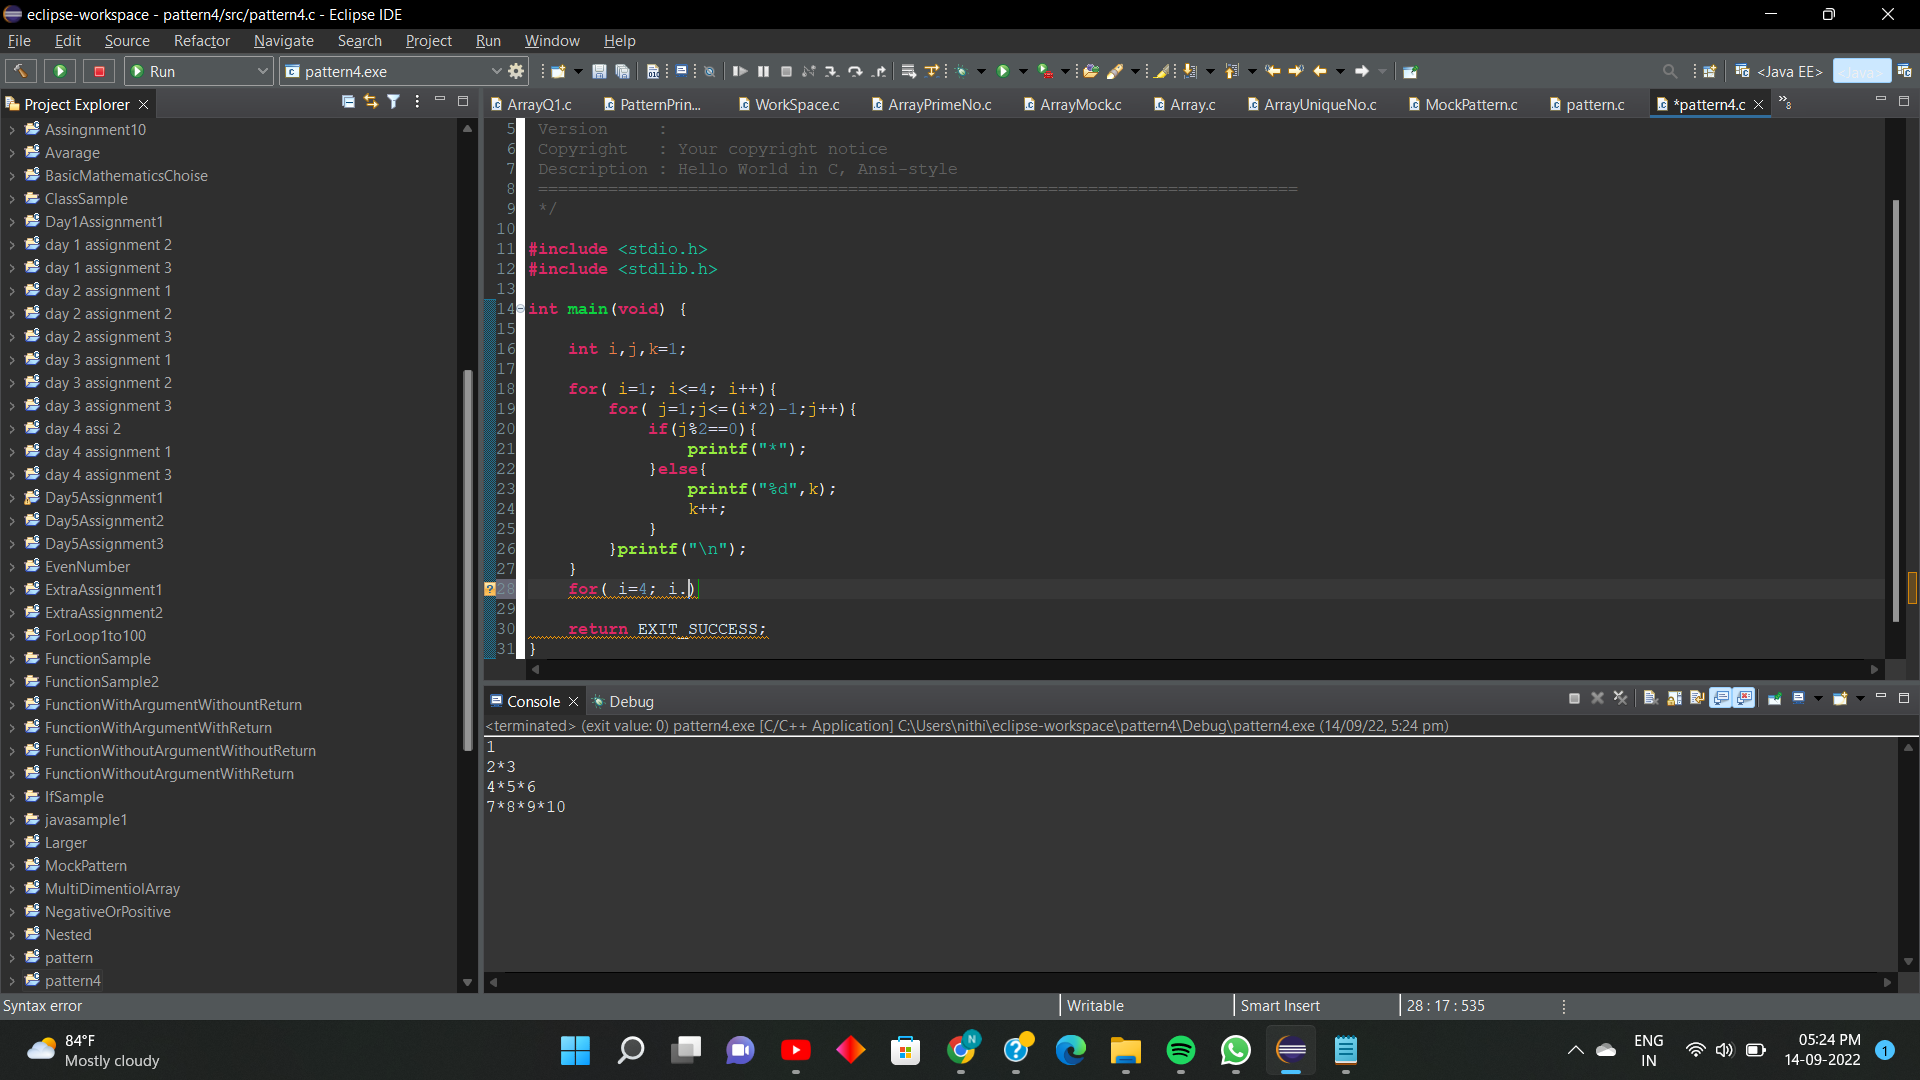 eclipse-workspace - pattern4/src/pattern4.c - Eclipse IDE
File Edit Source Refactor Navigate Search Project Run Window Help
Run pattern4.exe <Java EE> <Java>
Project Explorer
ArrayQ1.c PatternPrin... WorkSpace.c ArrayPrimeNo.c ArrayMock.c Array.c ArrayUniqueNo.c MockPattern.c pattern.c *pattern4.c »8
Assingnment10
Avarage
BasicMathematicsChoise
ClassSample
Day1Assignment1
day 1 assignment 2
day 1 assignment 3
day 2 assignment 1
day 2 assignment 2
day 2 assignment 3
day 3 assignment 1
day 3 assignment 2
day 3 assignment 3
day 4 assi 2
day 4 assignment 1
day 4 assignment 3
Day5Assignment1
Day5Assignment2
Day5Assignment3
EvenNumber
ExtraAssignment1
ExtraAssignment2
ForLoop1to100
FunctionSample
FunctionSample2
FunctionWithArgumentWithountReturn
FunctionWithArgumentWithReturn
FunctionWithoutArgumentWithoutReturn
FunctionWithoutArgumentWithReturn
IfSample
javasample1
Larger
MockPattern
MultiDimentiolArray
NegativeOrPositive
Nested
pattern
pattern4
5 Version :
6 Copyright : Your copyright notice
7 Description : Hello World in C, Ansi-style
8 ============================================================================
9 */
10
11 #include <stdio.h>
12 #include <stdlib.h>
13
14 int main(void) {
15
16 int i,j,k=1;
17
18 for( i=1; i<=4; i++){
19 for( j=1;j<=(i*2)-1;j++){
20 if(j%2==0){
21 printf("*");
22 }else{
23 printf("%d",k);
24 k++;
25 }
26 }printf("\n");
27 }
28 for( i=4; i.)
29
30 return EXIT_SUCCESS;
31 }
Console Debug
<terminated> (exit value: 0) pattern4.exe [C/C++ Application] C:\Users\nithi\eclipse-workspace\pattern4\Debug\pattern4.exe (14/09/22, 5:24 pm)
1
2*3
4*5*6
7*8*9*10
Syntax error Writable Smart Insert 28 : 17 : 535
84°F
Mostly cloudy
N
ENG
IN
05:24 PM
14-09-2022
1